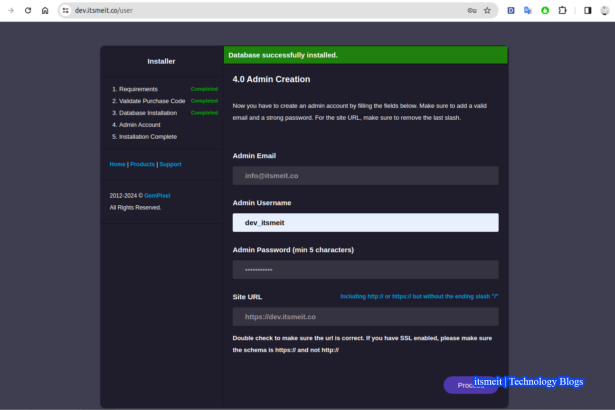 dev.itsmeit.co/user
Installer
1. Requirements Completed
2. Validate Purchase Code Completed
3. Database Installation Completed
4. Admin Account
5. Installation Complete
Home | Products | Support
2012-2024 © GemPixel
All Rights Reserved.
Database successfully installed.
4.0 Admin Creation
Now you have to create an admin account by filling the fields below. Make sure to add a valid
email and a strong password. For the site URL, make sure to remove the last slash.
Admin Email
info@itsmeit.co
Admin Username
dev_itsmeit
Admin Password (min 5 characters)
•••••••••••
Site URL Including http:// or https:// but without the ending slash "/"
https://dev.itsmeit.co
Double check to make sure the url is correct. If you have SSL enabled, please make sure
the schema is https:// and not http://
itsmeit | Technology Blogs